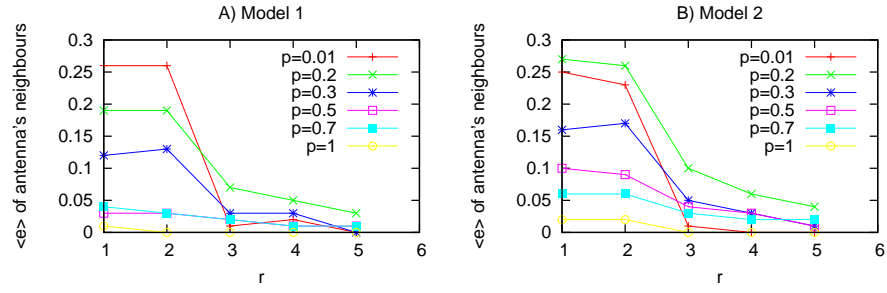 A) Model 1
<e> of antenna's neighbours
0.3
0.25
0.2
0.15
0.1
0.05
0
1 2 3 4 5 6
r
p=0.01
p=0.2
p=0.3
p=0.5
p=0.7
p=1
B) Model 2
<e> of antenna's neighbours
0.3
0.25
0.2
0.15
0.1
0.05
0
1 2 3 4 5 6
r
p=0.01
p=0.2
p=0.3
p=0.5
p=0.7
p=1